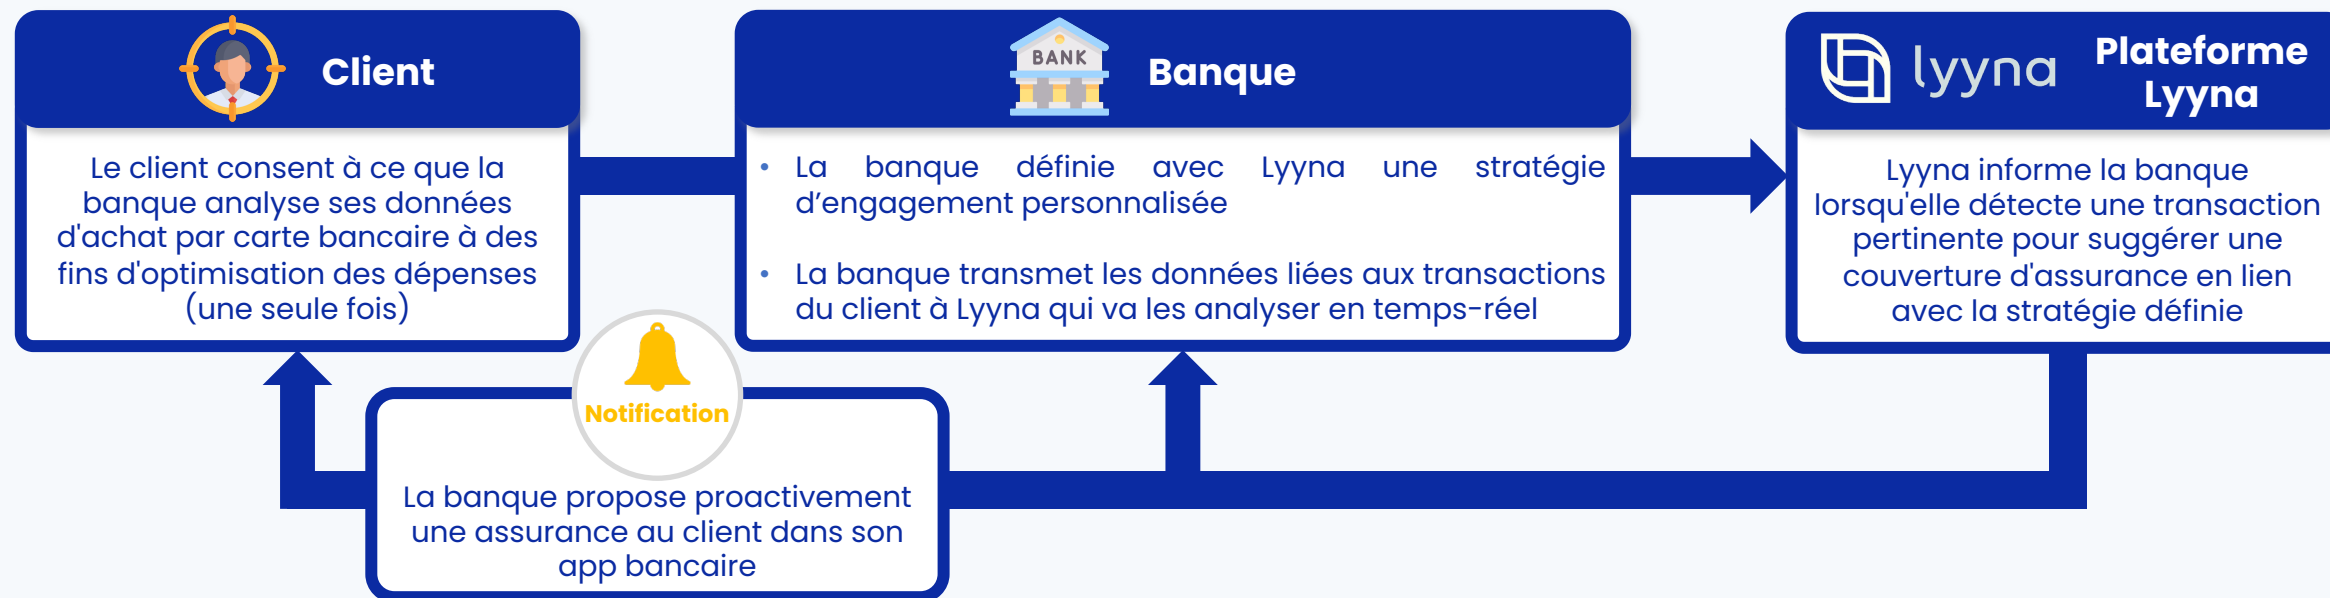 Client
Le client consent à ce que la
banque analyse ses données
d'achat par carte bancaire à des
fins d'optimisation des dépenses
(une seule fois)
BANK
Banque
• La banque définie avec Lyyna une stratégie
d’engagement personnalisée
• La banque transmet les données liées aux transactions
du client à Lyyna qui va les analyser en temps-réel
lyyna
Plateforme
Lyyna
Lyyna informe la banque
lorsqu'elle détecte une transaction
pertinente pour suggérer une
couverture d'assurance en lien
avec la stratégie définie
Notification
La banque propose proactivement
une assurance au client dans son
app bancaire